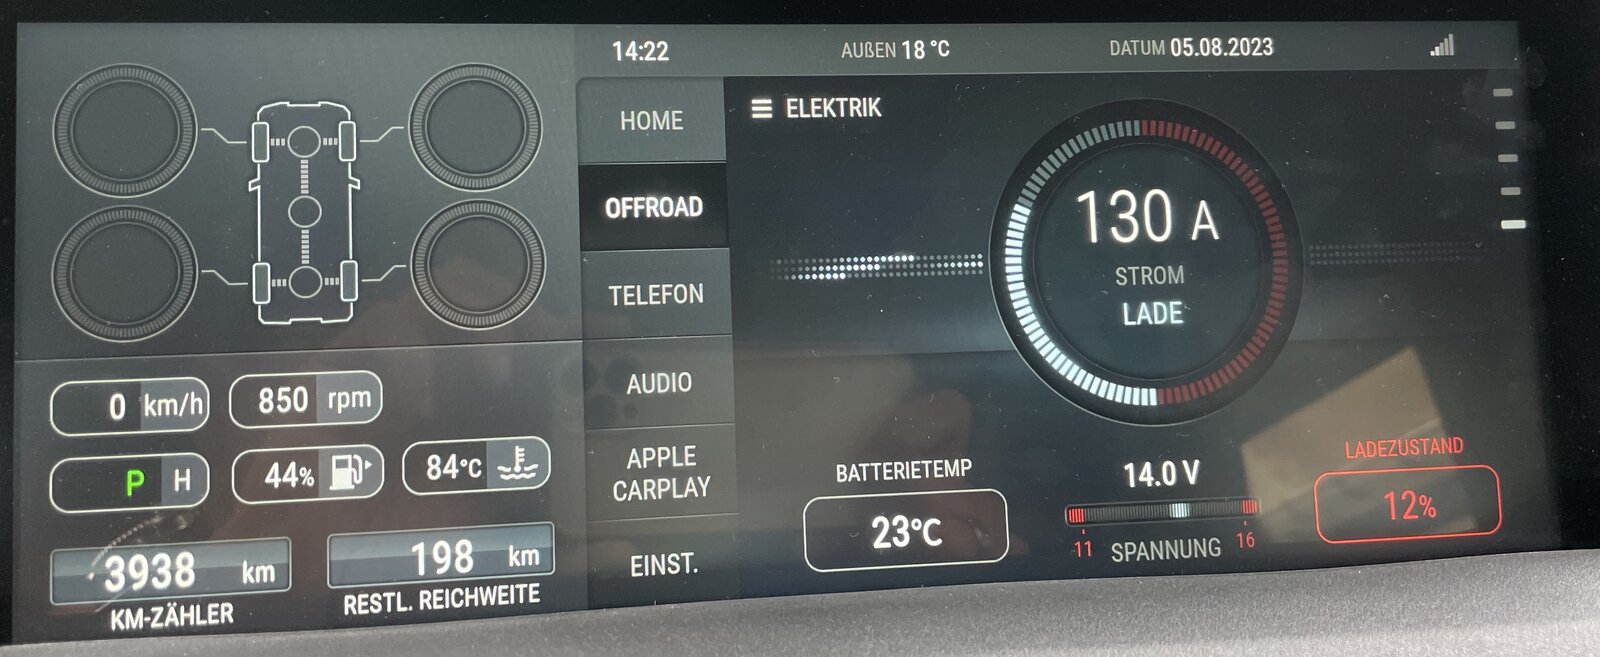 14:22
AUßEN 18 °C
DATUM 05.08.2023
HOME
OFFROAD
TELEFON
AUDIO
APPLE
CARPLAY
EINST.
ELEKTRIK
130 A
STROM
LADE
0 km/h
850 rpm
P H
44%
84°C
3938 km
KM-ZÄHLER
198 km
RESTL. REICHWEITE
BATTERIETEMP
23°C
14.0 V
11
SPANNUNG
16
LADEZUSTAND
12%